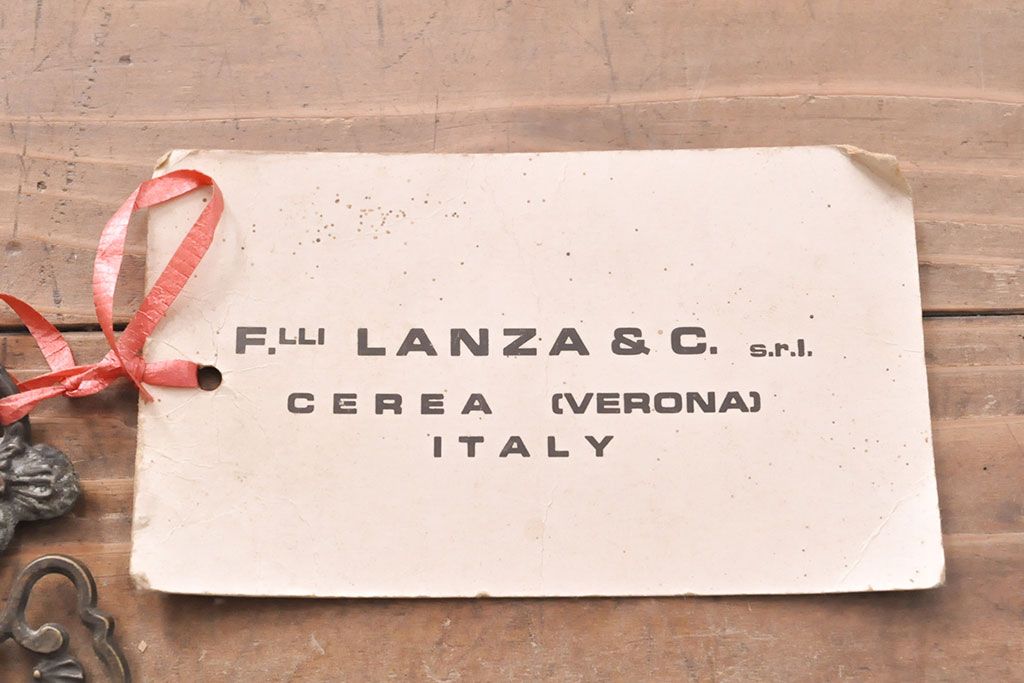 F.LLI LANZA & C. s.r.l.
CEREA (VERONA)
ITALY